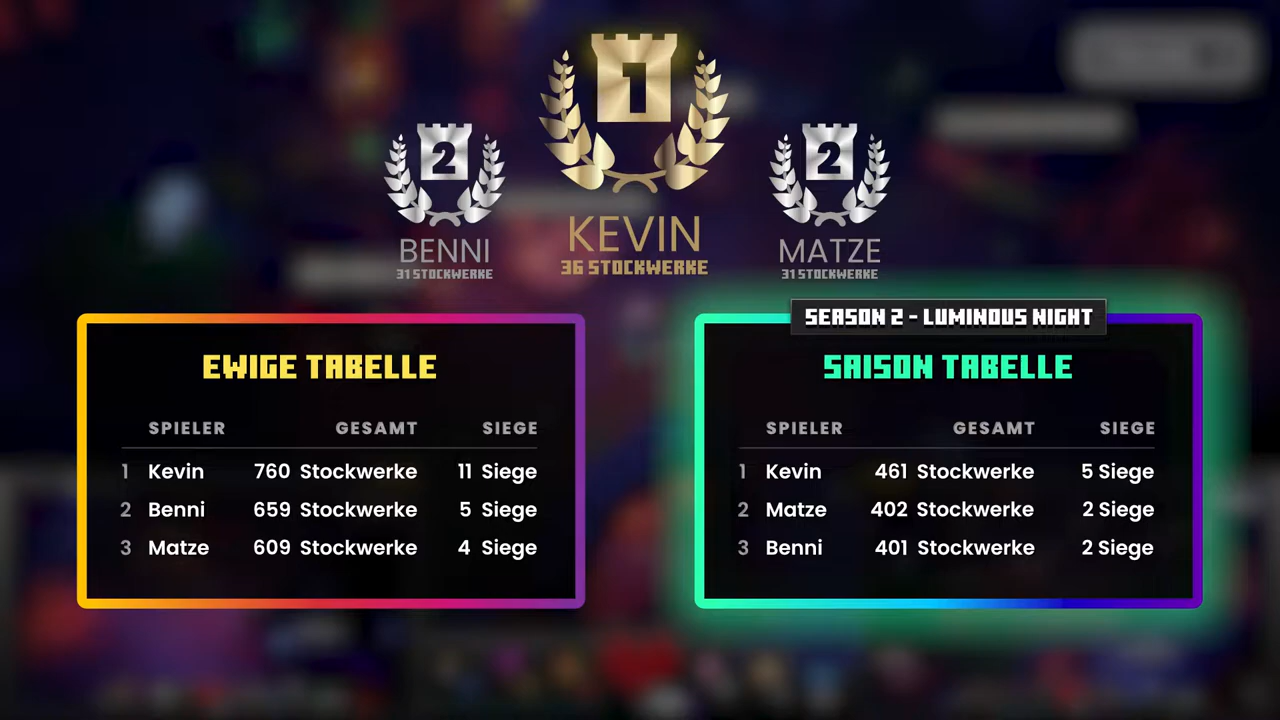 1
2
2
BENNI
31 STOCKWERKE
KEVIN
36 STOCKWERKE
MATZE
31 STOCKWERKE
EWIGE TABELLE
SPIELER GESAMT SIEGE
1 Kevin 760 Stockwerke 11 Siege
2 Benni 659 Stockwerke 5 Siege
3 Matze 609 Stockwerke 4 Siege
SEASON 2 - LUMINOUS NIGHT
SAISON TABELLE
SPIELER GESAMT SIEGE
1 Kevin 461 Stockwerke 5 Siege
2 Matze 402 Stockwerke 2 Siege
3 Benni 401 Stockwerke 2 Siege